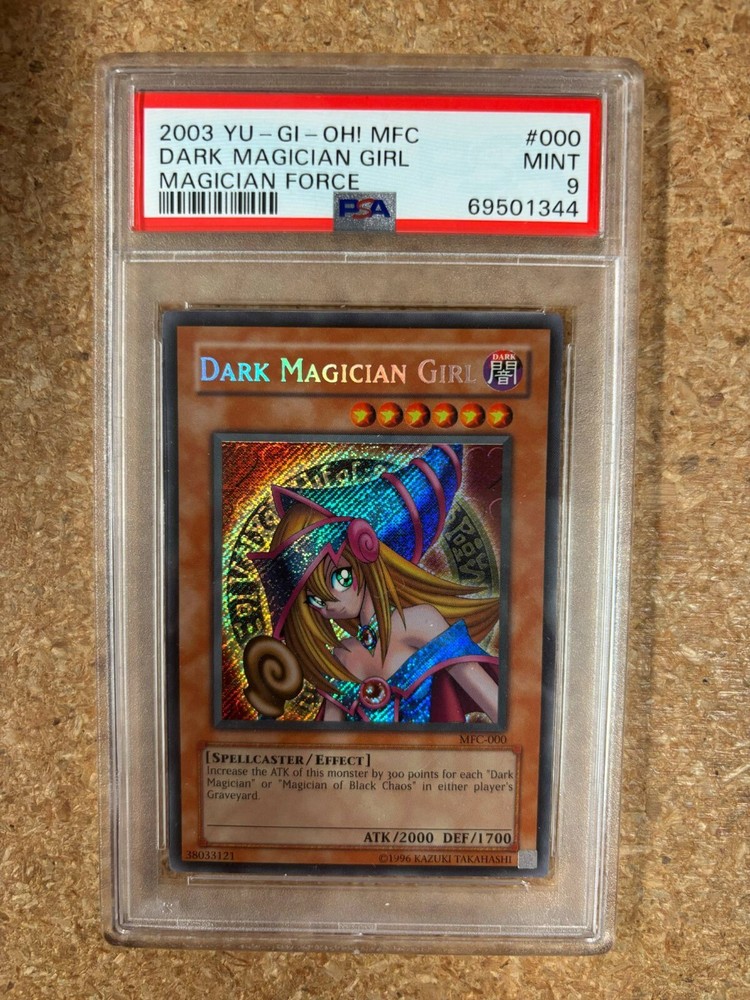 2003 YU-GI-OH! MFC #000
DARK MAGICIAN GIRL MINT
MAGICIAN FORCE 9
PSA 69501344
DARK MAGICIAN GIRL
DARK
闇
MFC-000
[SPELLCASTER/EFFECT]
Increase the ATK of this monster by 300 points for each "Dark
Magician" or "Magician of Black Chaos" in either player's
Graveyard.
ATK/2000 DEF/1700
38033121 ©1996 KAZUKI TAKAHASHI